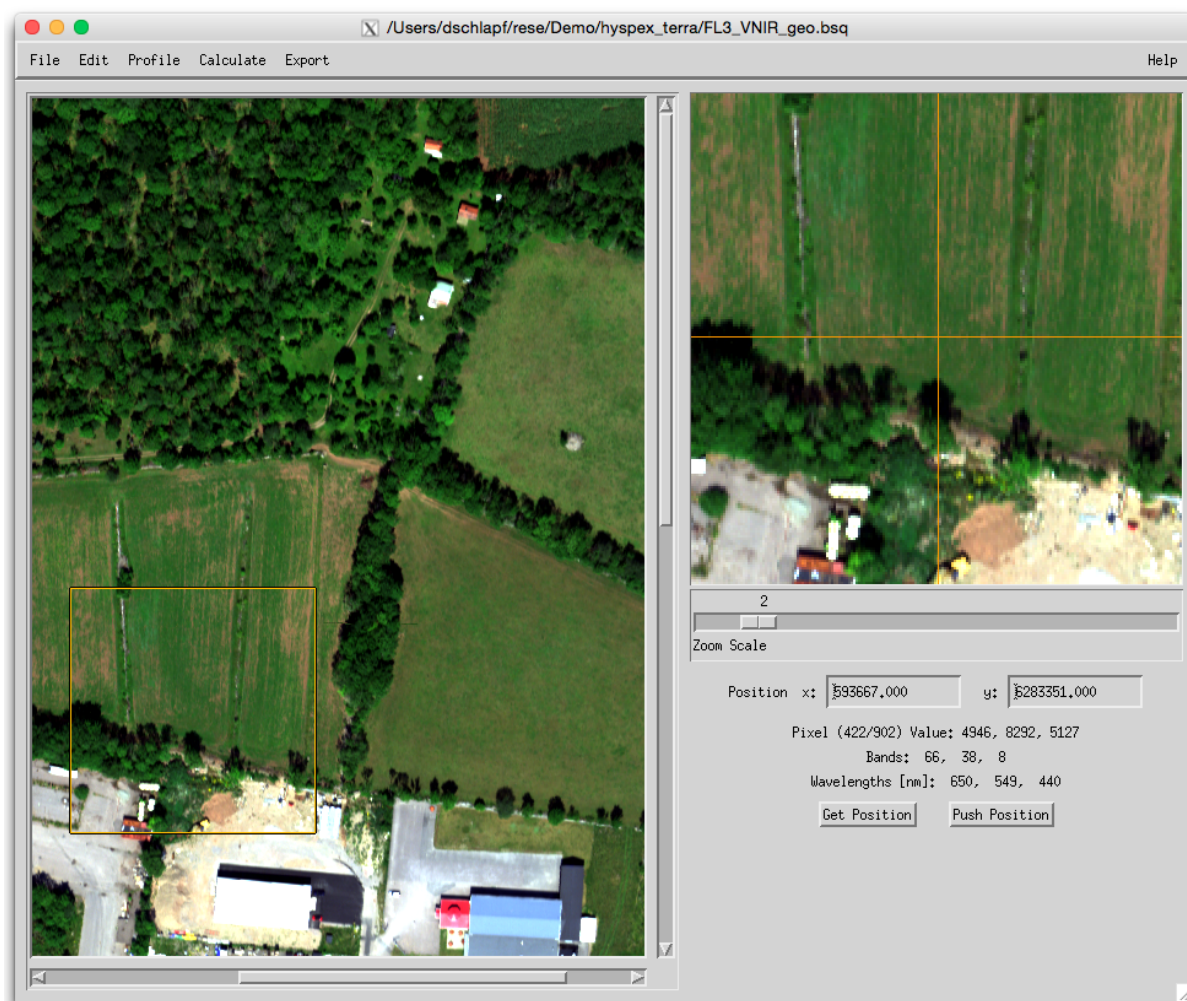 /Users/dschlapf/rese/Demo/hyspex_terra/FL3_VNIR_geo.bsq
File Edit Profile Calculate Export Help
2
Zoom Scale
Position x: 593667.000 y: 6283351.000
Pixel (422/902) Value: 4946, 8292, 5127
Bands: 66, 38, 8
Wavelengths [nm]: 650, 549, 440
Get Position Push Position